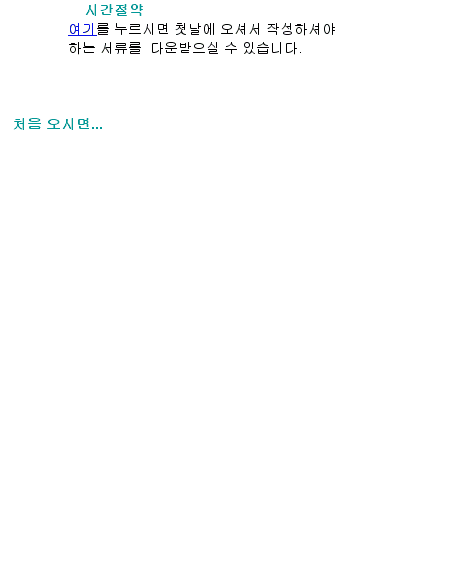 시간절약
여기를 누르시면 첫날에 오셔서 작성하셔야
하는 서류를 다운받으실 수 있습니다.
처음 오시면...